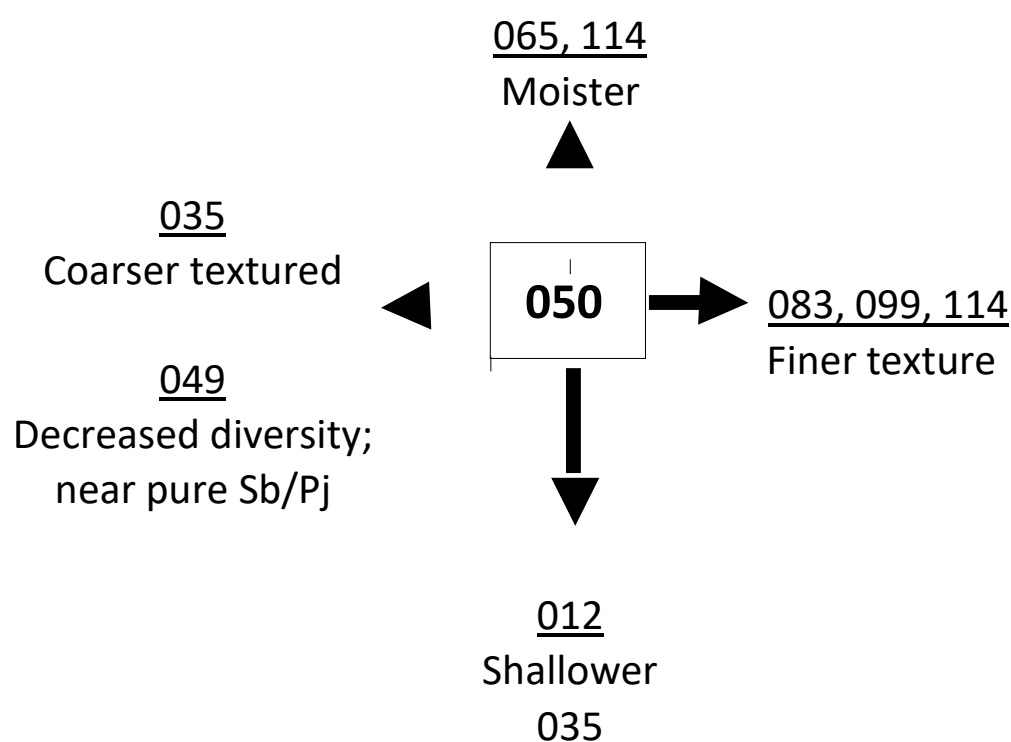 065, 114
Moister
035
Coarser textured
050
083, 099, 114
Finer texture
049
Decreased diversity;
near pure Sb/Pj
012
Shallower
035